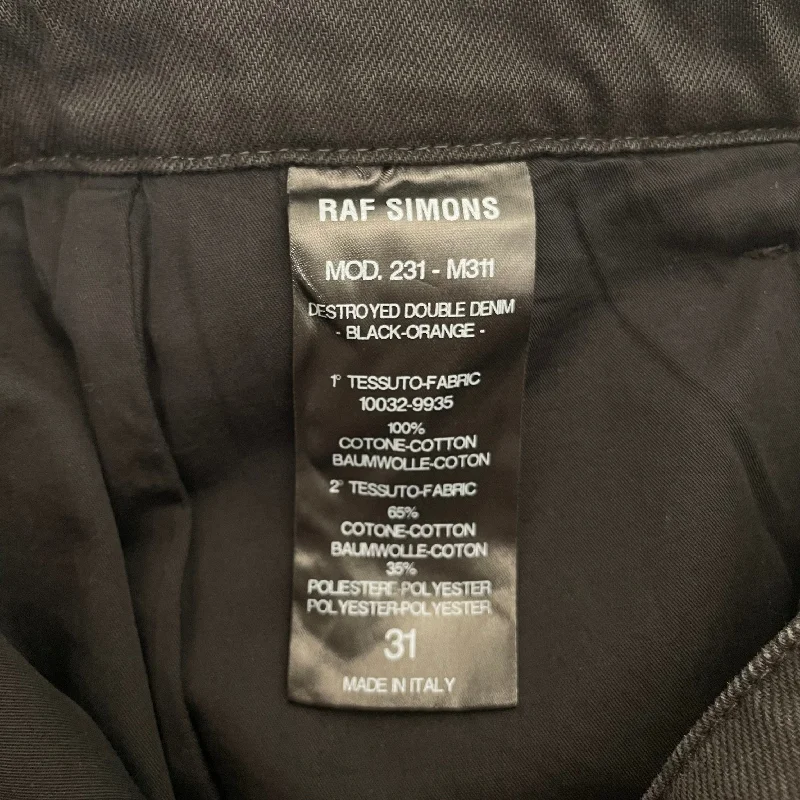 RAF SIMONS
MOD. 231 - M311
DESTROYED DOUBLE DENIM
- BLACK-ORANGE -
1° TESSUTO-FABRIC
10032-9935
100%
COTONE-COTTON
BAUMWOLLE-COTON
2° TESSUTO-FABRIC
65%
COTONE-COTTON
BAUMWOLLE-COTON
35%
POLIESTERE-POLYESTER
POLYESTER-POLYESTER
31
MADE IN ITALY